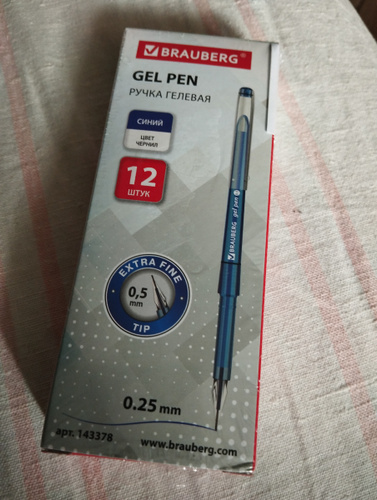 BRAUBERG
GEL PEN
РУЧКА ГЕЛЕВАЯ
СИНИЙ
ЦВЕТ
ЧЕРНИЛ
12
ШТУК
BRAUBERG gel pen
EXTRA FINE
0,5
mm
TIP
0.25 mm
арт. 143378
www.brauberg.com